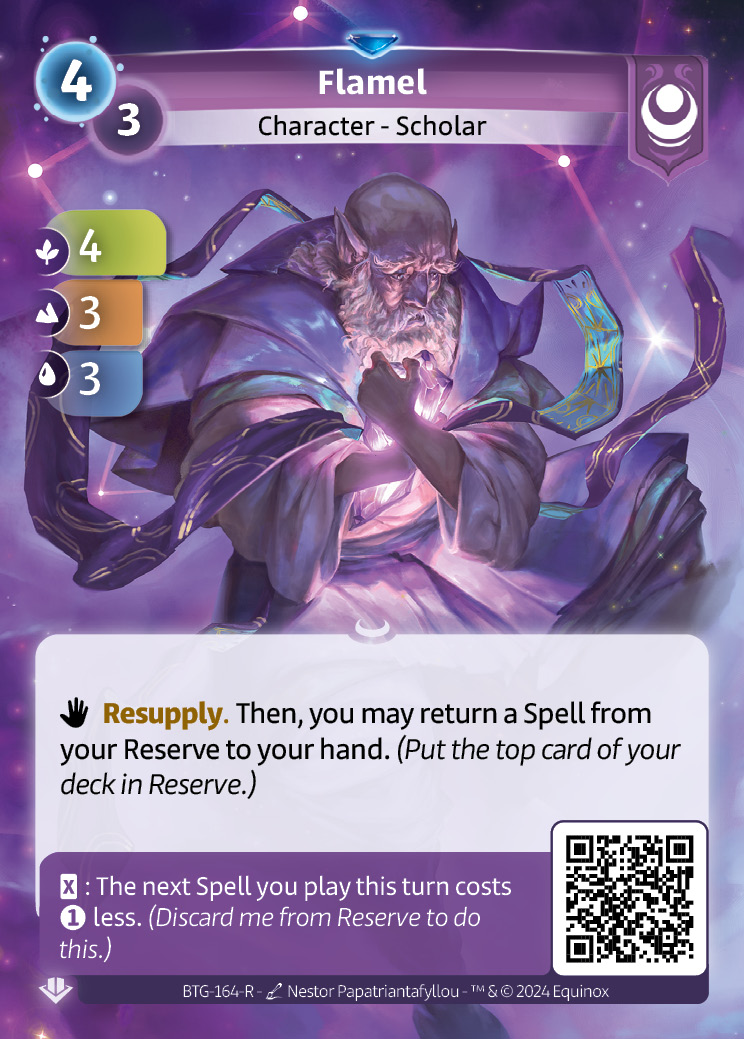 4
Flamel
3
Character - Scholar
4
3
3
Resupply. Then, you may return a Spell from
your Reserve to your hand. (Put the top card of your
deck in Reserve.)
X : The next Spell you play this turn costs
1 less. (Discard me from Reserve to do
this.)
BTG-164-R - Nestor Papatriantafyllou - ™ & © 2024 Equinox